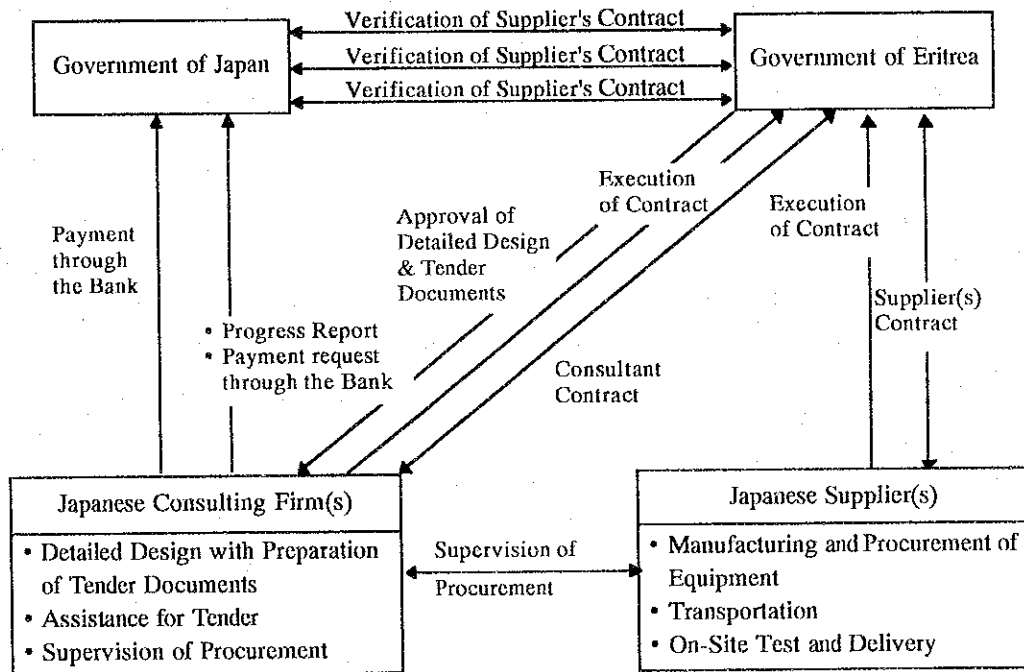 Verification of Supplier's Contract
Government of Japan
Verification of Supplier's Contract
Government of Eritrea
Verification of Supplier's Contract
Payment
through
the Bank
• Progress Report
• Payment request
through the Bank
Approval of
Detailed Design
& Tender
Documents
Execution
of Contract
Consultant
Contract
Execution
of Contract
Supplier(s)
Contract
Japanese Consulting Firm(s)
• Detailed Design with Preparation
of Tender Documents
• Assistance for Tender
• Supervision of Procurement
Supervision of
Procurement
Japanese Supplier(s)
• Manufacturing and Procurement of
Equipment
• Transportation
• On-Site Test and Delivery